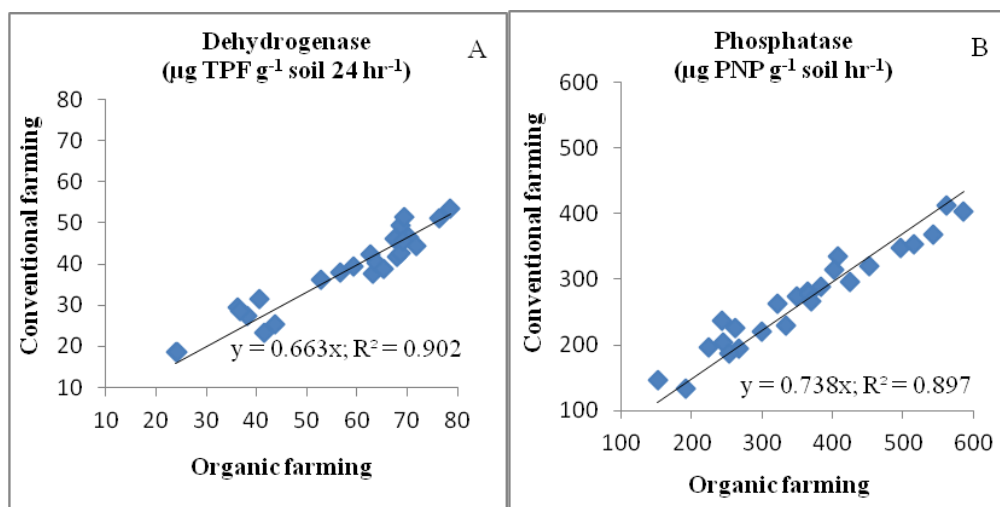 Dehydrogenase
(µg TPF g⁻¹ soil 24 hr⁻¹)
A
Conventional farming
80
70
60
50
40
30
20
10
y = 0.663x; R² = 0.902
10 20 30 40 50 60 70 80
Organic farming
Phosphatase
(µg PNP g⁻¹ soil hr⁻¹)
B
Conventional farming
600
500
400
300
200
100
y = 0.738x; R² = 0.897
100 200 300 400 500 600
Organic farming